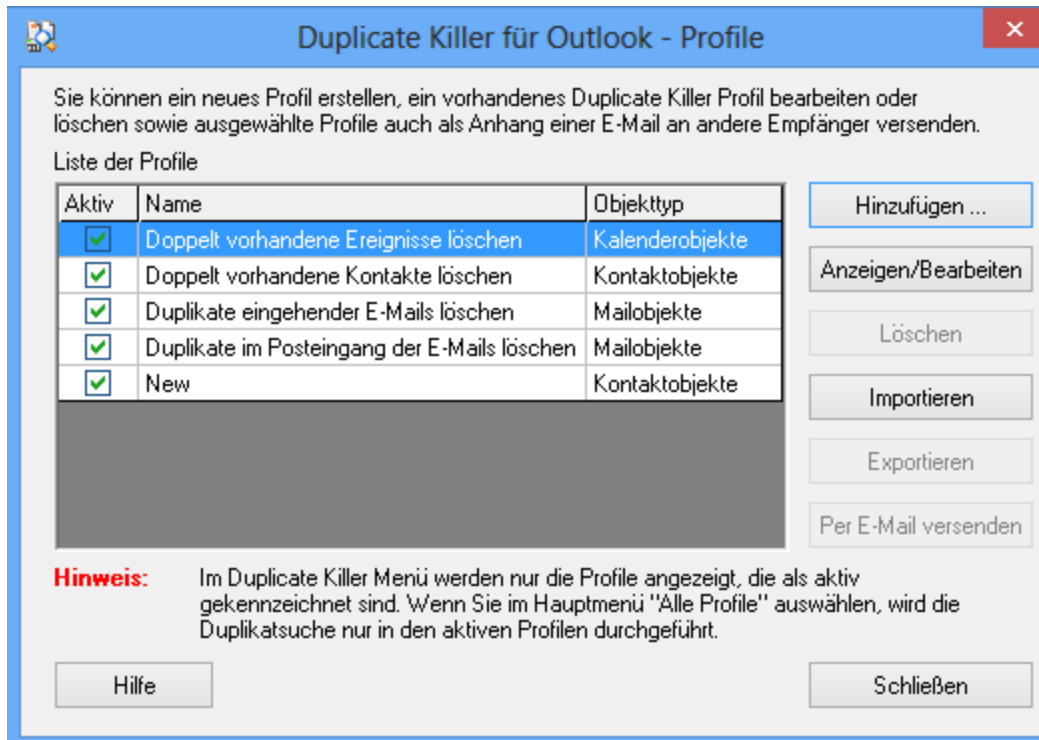 Duplicate Killer für Outlook - Profile
Sie können ein neues Profil erstellen, ein vorhandenes Duplicate Killer Profil bearbeiten oder
löschen sowie ausgewählte Profile auch als Anhang einer E-Mail an andere Empfänger versenden.
Liste der Profile
Aktiv Name Objekttyp
Doppelt vorhandene Ereignisse löschen Kalenderobjekte
Doppelt vorhandene Kontakte löschen Kontaktobjekte
Duplikate eingehender E-Mails löschen Mailobjekte
Duplikate im Posteingang der E-Mails löschen Mailobjekte
New Kontaktobjekte
Hinzufügen ...
Anzeigen/Bearbeiten
Löschen
Importieren
Exportieren
Per E-Mail versenden
Hinweis: Im Duplicate Killer Menü werden nur die Profile angezeigt, die als aktiv
gekennzeichnet sind. Wenn Sie im Hauptmenü "Alle Profile" auswählen, wird die
Duplikatsuche nur in den aktiven Profilen durchgeführt.
Hilfe
Schließen